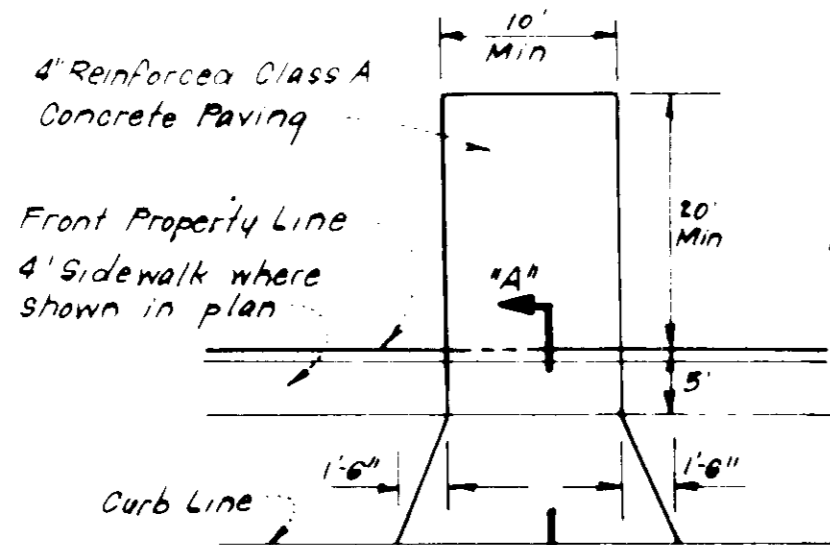 10'
Min
4" Reinforced Class A
Concrete Paving
20'
Min
Front Property Line
4' Sidewalk where
shown in plan
"A"
5'
1'-6"
1'-6"
Curb Line